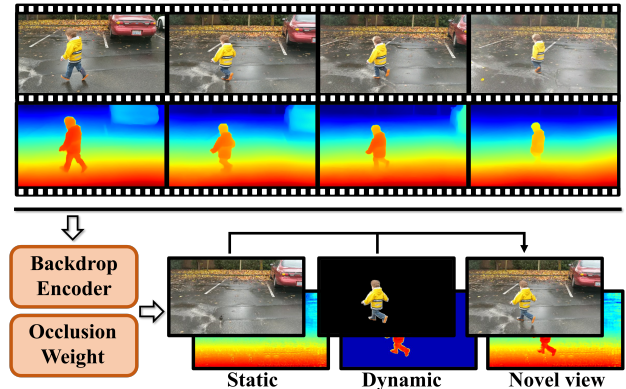 Backdrop
Encoder
Occlusion
Weight
Static
Dynamic
Novel view